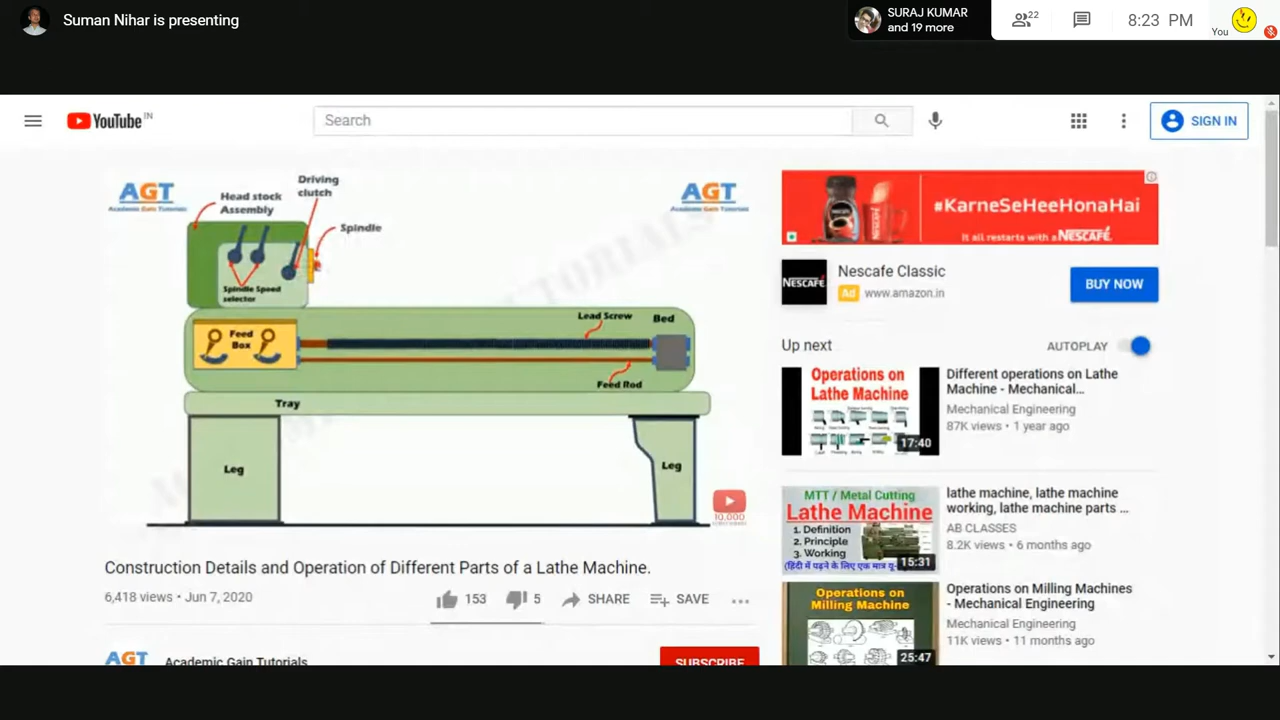 Suman Nihar is presenting
SURAJ KUMAR
and 19 more
22
8:23 PM
You
YouTube IN
Search
SIGN IN
AGT
Academic Gain Tutorials
Head stock
Assembly
Driving
clutch
Spindle
Spindle Speed
selector
AGT
Academic Gain Tutorials
Feed
Box
Lead Screw
Bed
Feed Rod
Tray
Leg
Leg
10,000
Construction Details and Operation of Different Parts of a Lathe Machine.
6,418 views • Jun 7, 2020
153
5
SHARE
SAVE
AGT
Academic Gain Tutorials
SUBSCRIBE
#KarneSeHeeHonaHai
It all restarts with a NESCAFÉ.
NESCAFÉ
Nescafe Classic
Ad www.amazon.in
BUY NOW
Up next
AUTOPLAY
Operations on
Lathe Machine
17:40
Different operations on Lathe
Machine - Mechanical...
Mechanical Engineering
87K views • 1 year ago
MTT / Metal Cutting
Lathe Machine
1. Definition
2. Principle
3. Working
15:31
lathe machine, lathe machine
working, lathe machine parts ...
AB CLASSES
8.2K views • 6 months ago
Operations on
Milling Machine
25:47
Operations on Milling Machines
- Mechanical Engineering
Mechanical Engineering
11K views • 11 months ago